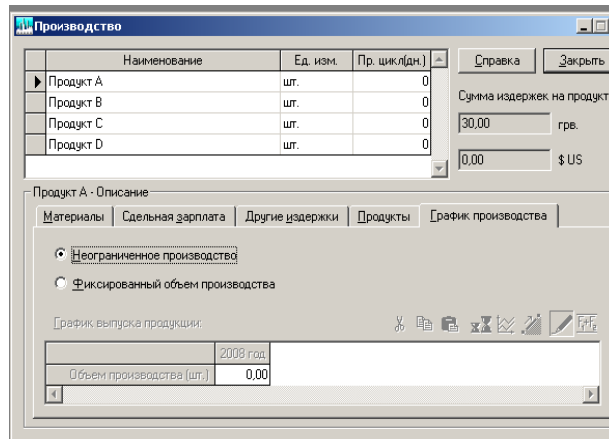 Производство
Наименование Ед. изм. Пр. цикл(дн.)
Продукт A шт. 0
Продукт B шт. 0
Продукт C шт. 0
Продукт D шт. 0
Справка Закрыть
Сумма издержек на продукт
30,00 грв.
0,00 $ US
Продукт A - Описание
Материалы Сдельная зарплата Другие издержки Продукты График производства
Неограниченное производство
Фиксированный объем производства
График выпуска продукции:
2008 год
Объем производства (шт.) 0,00